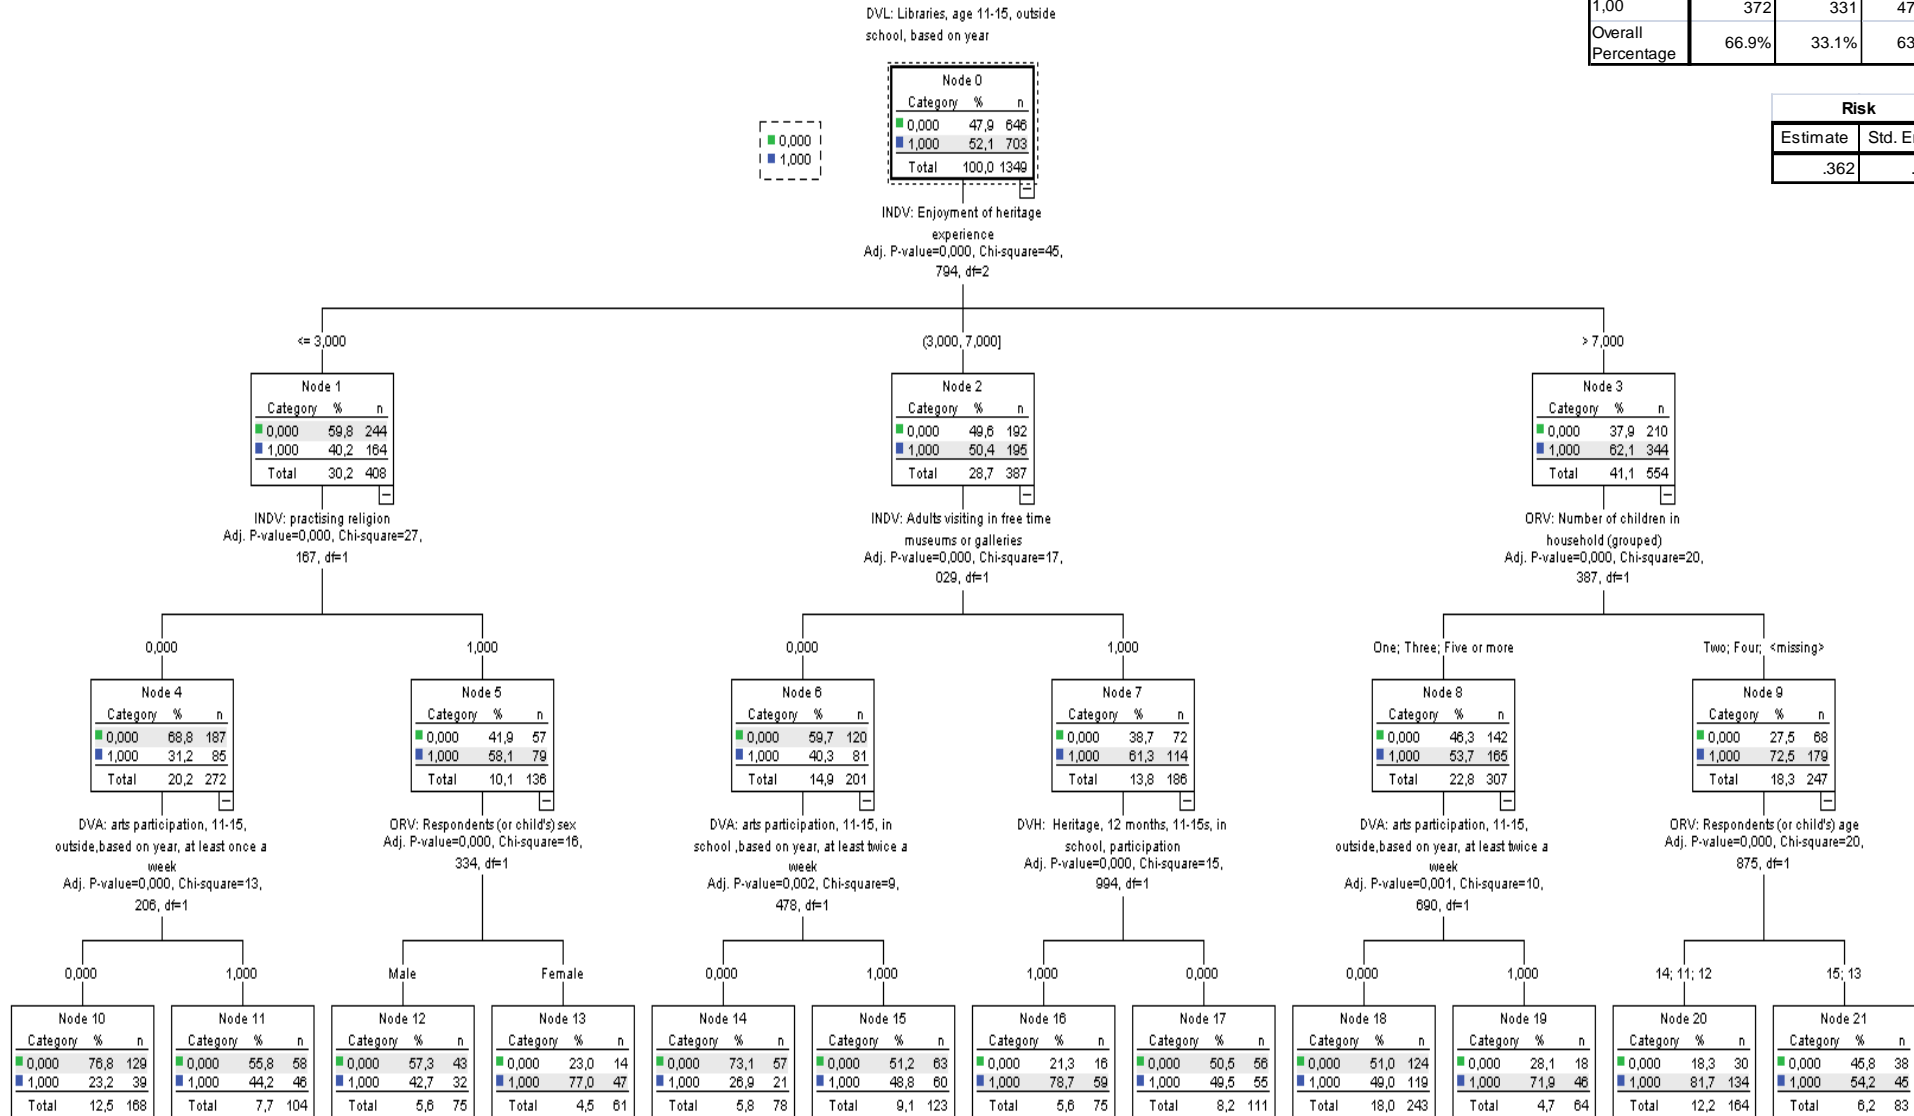 DVL: Libraries, age 11-15, outside
school, based on year
1,00 372 331 47
Overall
Percentage 66.9% 33.1% 63
Risk
Estimate Std. E
.362 .
0,000
1,000
Node 0
Category % n
0,000 47,9 646
1,000 52,1 703
Total 100,0 1349
INDV: Enjoyment of heritage
experience
Adj. P-value=0,000, Chi-square=45,
794, df=2
<= 3,000
(3,000, 7,000]
> 7,000
Node 1
Category % n
0,000 59,8 244
1,000 40,2 164
Total 30,2 408
Node 2
Category % n
0,000 49,6 192
1,000 50,4 195
Total 28,7 387
Node 3
Category % n
0,000 37,9 210
1,000 62,1 344
Total 41,1 554
INDV: practising religion
Adj. P-value=0,000, Chi-square=27,
167, df=1
INDV: Adults visiting in free time
museums or galleries
Adj. P-value=0,000, Chi-square=17,
029, df=1
ORV: Number of children in
household (grouped)
Adj. P-value=0,000, Chi-square=20,
387, df=1
0,000
1,000
0,000
1,000
One; Three; Five or more
Two; Four; <missing>
Node 4
Category % n
0,000 68,8 187
1,000 31,2 85
Total 20,2 272
Node 5
Category % n
0,000 41,9 57
1,000 58,1 79
Total 10,1 136
Node 6
Category % n
0,000 59,7 120
1,000 40,3 81
Total 14,9 201
Node 7
Category % n
0,000 38,7 72
1,000 61,3 114
Total 13,8 186
Node 8
Category % n
0,000 46,3 142
1,000 53,7 165
Total 22,8 307
Node 9
Category % n
0,000 27,5 68
1,000 72,5 179
Total 18,3 247
DVA: arts participation, 11-15,
outside,based on year, at least once a
week
Adj. P-value=0,000, Chi-square=13,
206, df=1
ORV: Respondents (or child's) sex
Adj. P-value=0,000, Chi-square=16,
334, df=1
DVA: arts participation, 11-15, in
school ,based on year, at least twice a
week
Adj. P-value=0,002, Chi-square=9,
478, df=1
DVH: Heritage, 12 months, 11-15s, in
school, participation
Adj. P-value=0,000, Chi-square=15,
994, df=1
DVA: arts participation, 11-15,
outside,based on year, at least twice a
week
Adj. P-value=0,001, Chi-square=10,
690, df=1
ORV: Respondents (or child's) age
Adj. P-value=0,000, Chi-square=20,
875, df=1
0,000
1,000
Male
Female
0,000
1,000
1,000
0,000
0,000
1,000
14; 11; 12
15; 13
Node 10
Category % n
0,000 76,8 129
1,000 23,2 39
Total 12,5 168
Node 11
Category % n
0,000 55,8 58
1,000 44,2 46
Total 7,7 104
Node 12
Category % n
0,000 57,3 43
1,000 42,7 32
Total 5,6 75
Node 13
Category % n
0,000 23,0 14
1,000 77,0 47
Total 4,5 61
Node 14
Category % n
0,000 73,1 57
1,000 26,9 21
Total 5,8 78
Node 15
Category % n
0,000 51,2 63
1,000 48,8 60
Total 9,1 123
Node 16
Category % n
0,000 21,3 16
1,000 78,7 59
Total 5,6 75
Node 17
Category % n
0,000 50,5 56
1,000 49,5 55
Total 8,2 111
Node 18
Category % n
0,000 51,0 124
1,000 49,0 119
Total 18,0 243
Node 19
Category % n
0,000 28,1 18
1,000 71,9 46
Total 4,7 64
Node 20
Category % n
0,000 18,3 30
1,000 81,7 134
Total 12,2 164
Node 21
Category % n
0,000 45,8 38
1,000 54,2 45
Total 6,2 83